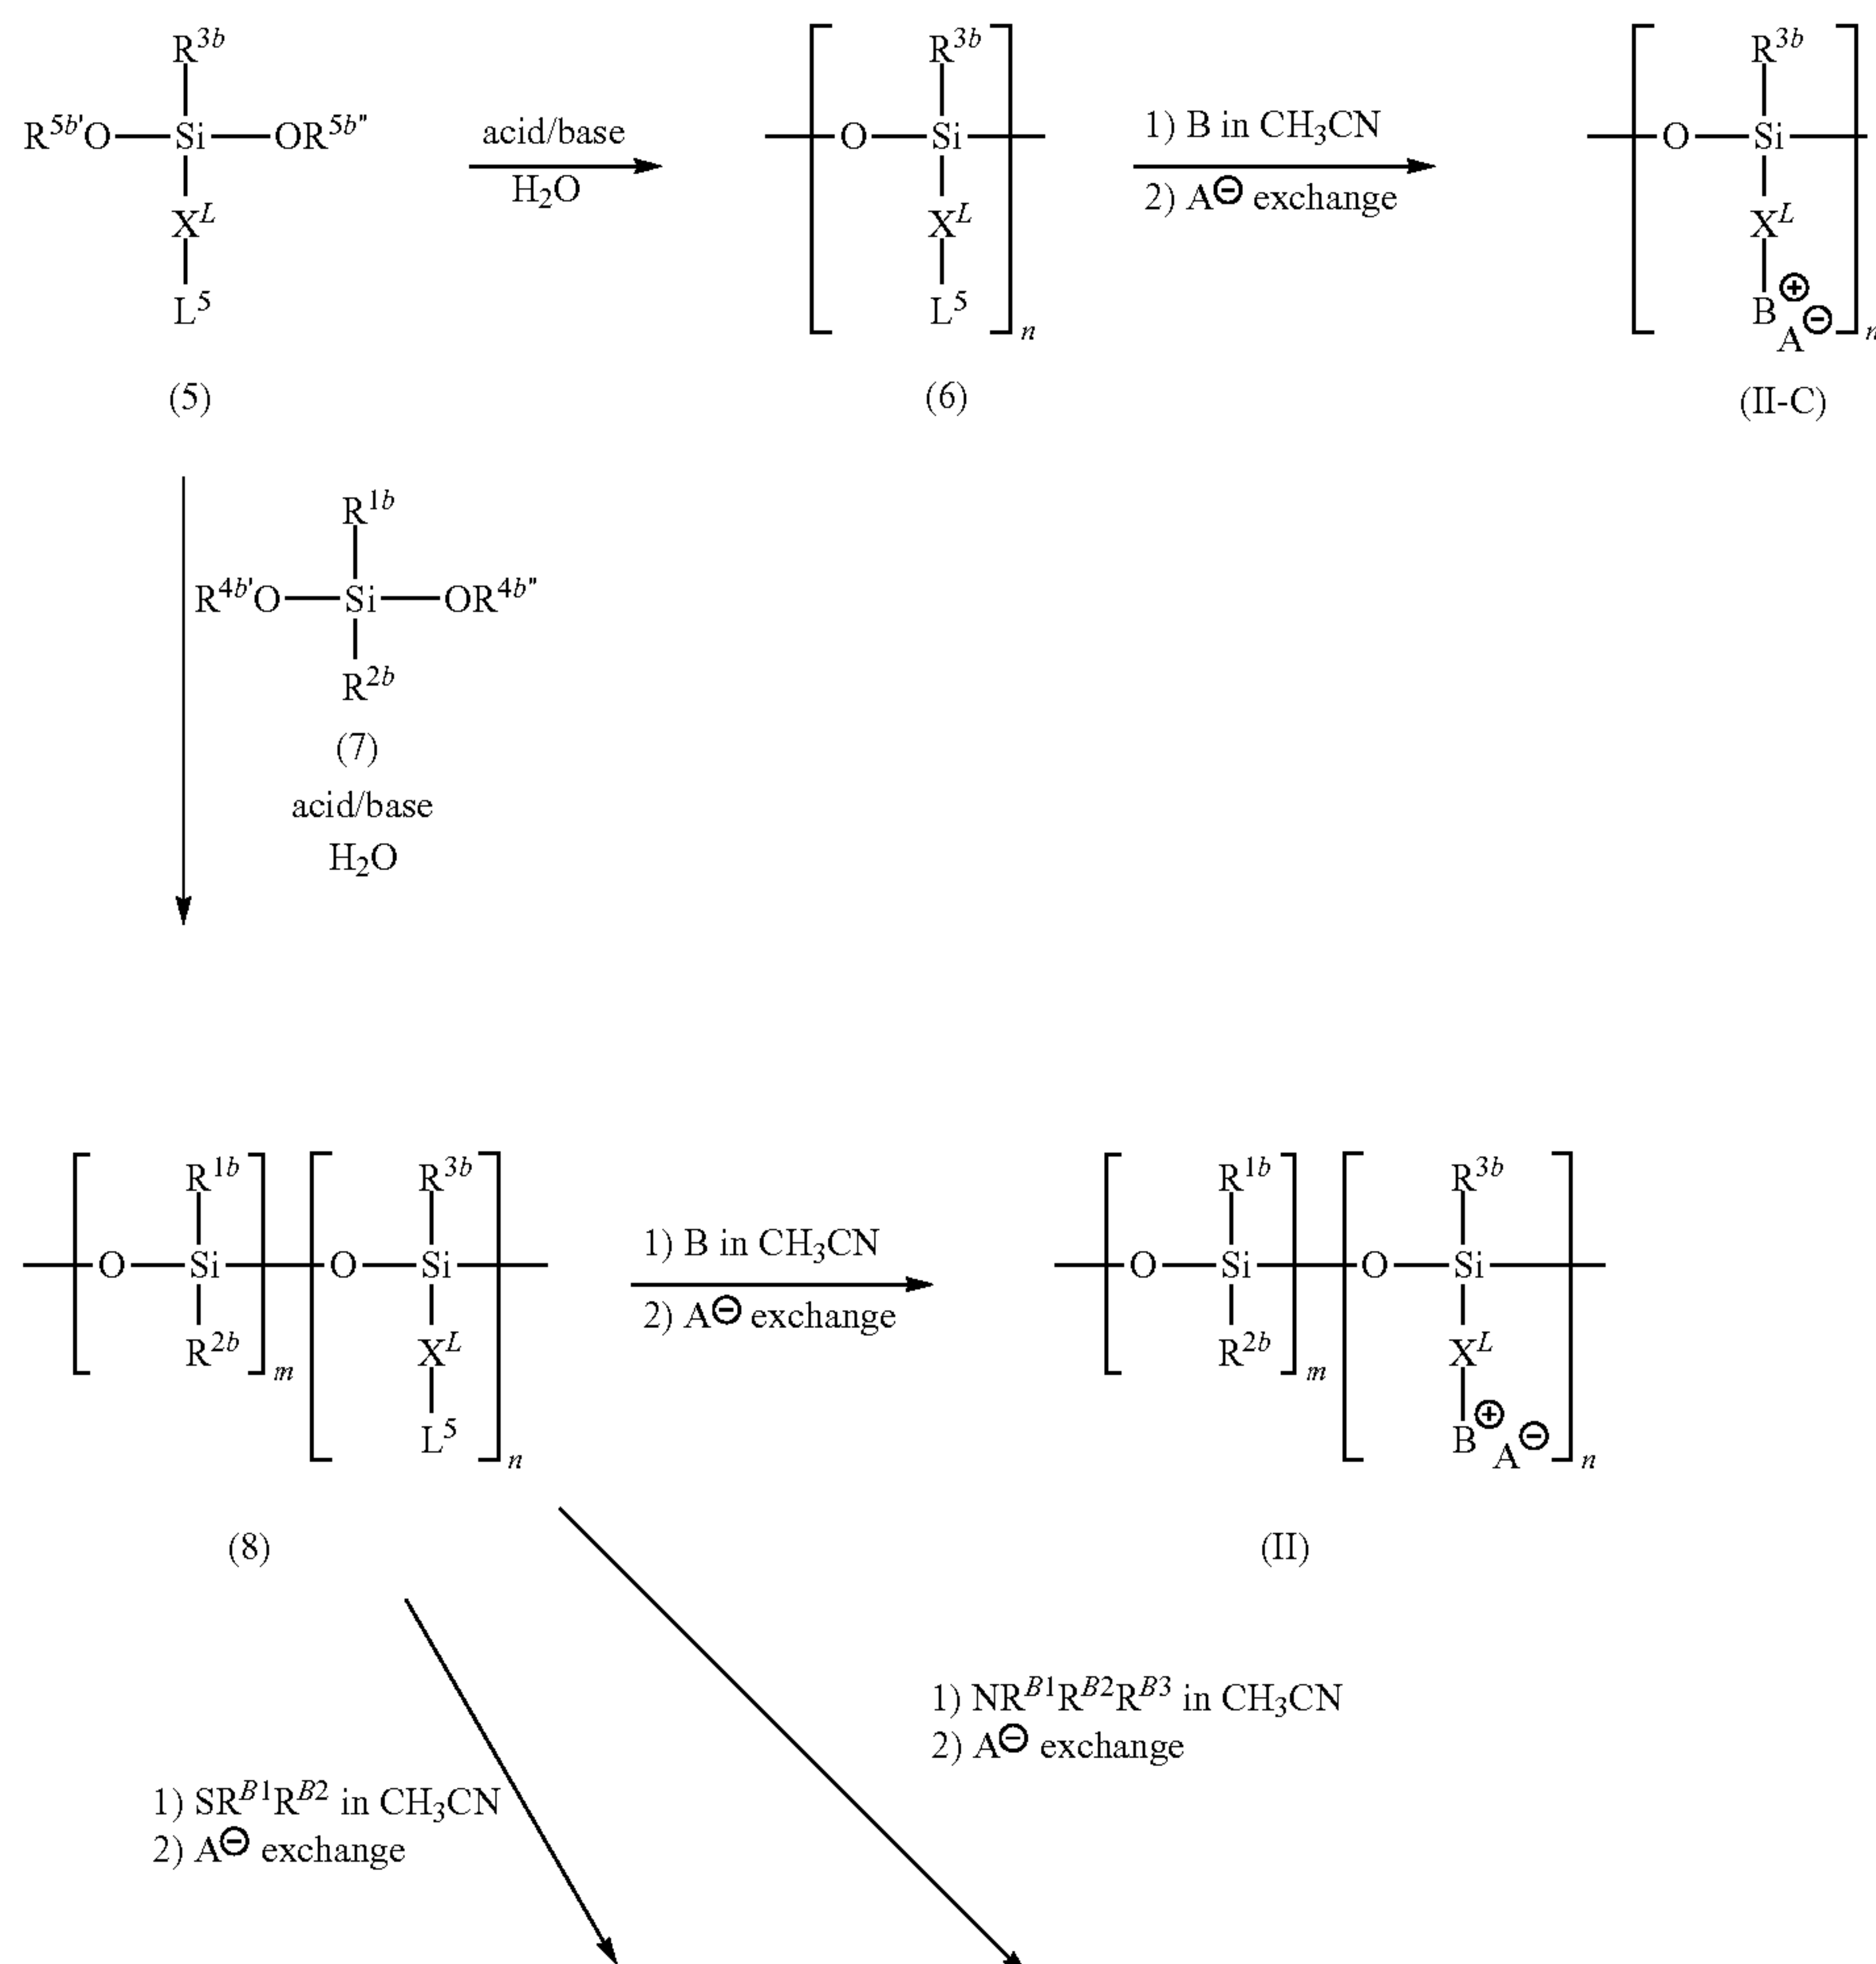 R³ᵇ
R⁵ᵇ'O—Si—OR⁵ᵇ"
Xᴸ
L⁵
(5)
acid/base
H₂O
R³ᵇ
O—Si
Xᴸ
L⁵
n
(6)
1) B in CH₃CN
2) A⊖ exchange
R³ᵇ
O—Si
Xᴸ
B⊕
A⊖
n
(II-C)
R¹ᵇ
R⁴ᵇ'O—Si—OR⁴ᵇ"
R²ᵇ
(7)
acid/base
H₂O
R¹ᵇ R³ᵇ
O—Si O—Si
R²ᵇ Xᴸ
m
L⁵
n
(8)
1) B in CH₃CN
2) A⊖ exchange
R¹ᵇ R³ᵇ
O—Si O—Si
R²ᵇ Xᴸ
m
B⊕
A⊖
n
(II)
1) NRᴮ¹Rᴮ²Rᴮ³ in CH₃CN
2) A⊖ exchange
1) SRᴮ¹Rᴮ² in CH₃CN
2) A⊖ exchange